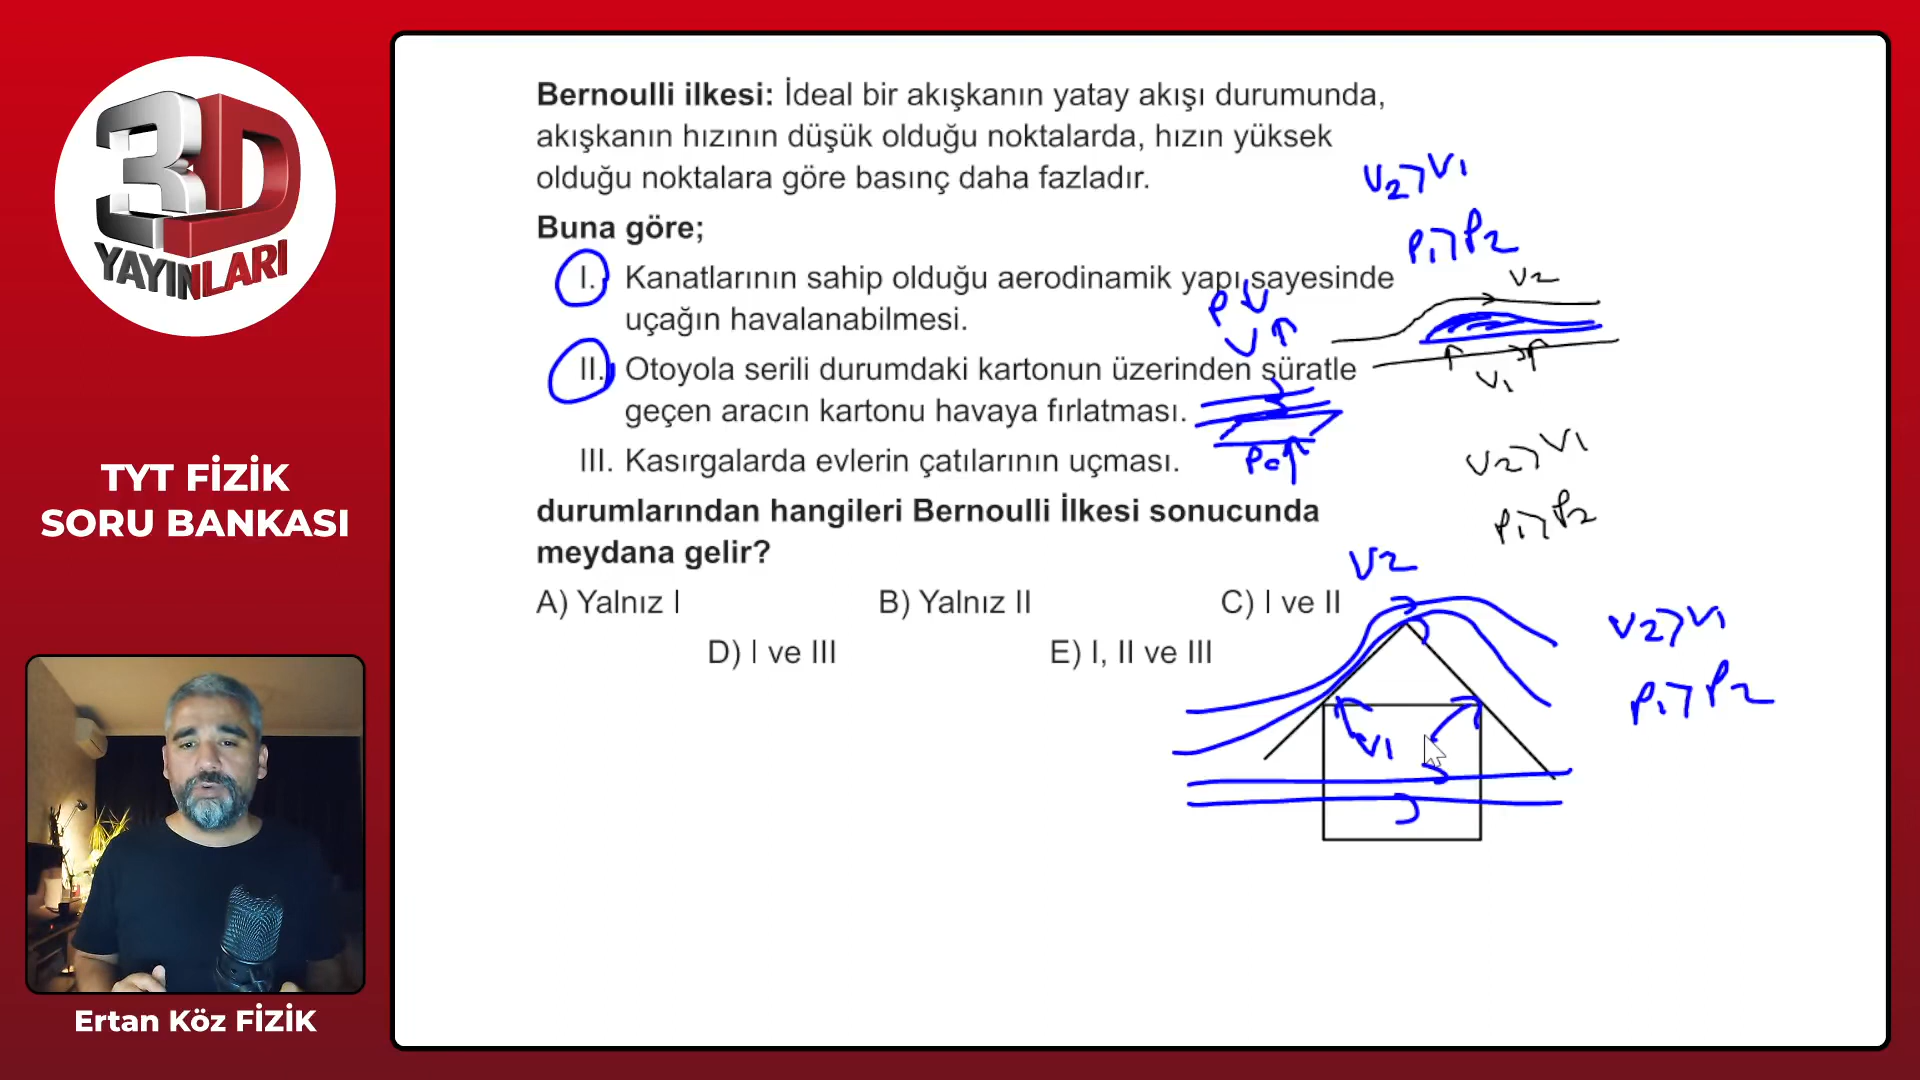 3D
YAYINLARI
TYT FİZİK
SORU BANKASI
Ertan Köz FİZİK
Bernoulli ilkesi: İdeal bir akışkanın yatay akışı durumunda,
akışkanın hızının düşük olduğu noktalarda, hızın yüksek
olduğu noktalara göre basınç daha fazladır.
Buna göre;
I. Kanatlarının sahip olduğu aerodinamik yapı sayesinde
uçağın havalanabilmesi.
II. Otoyola serili durumdaki kartonun üzerinden süratle
geçen aracın kartonu havaya fırlatması.
III. Kasırgalarda evlerin çatılarının uçması.
durumlarından hangileri Bernoulli İlkesi sonucunda
meydana gelir?
A) Yalnız I B) Yalnız II C) I ve II
D) I ve III E) I, II ve III
V2>V1
P1>P2
V2
V1
P↓
V↑
Po↑
V2>V1
P1>P2
V2
V1
V2>V1
P1>P2